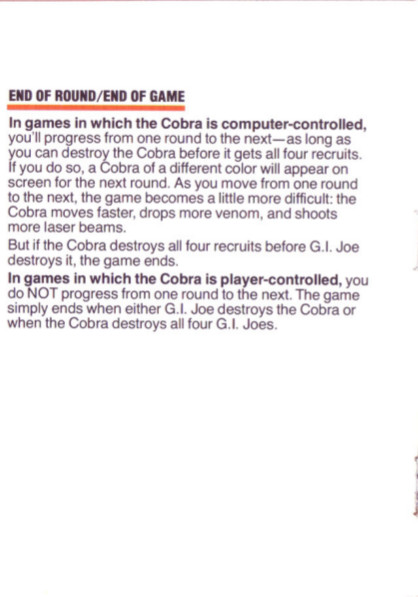 END OF ROUND/END OF GAME
In games in which the Cobra is computer-controlled,
you'll progress from one round to the next—as long as
you can destroy the Cobra before it gets all four recruits.
If you do so, a Cobra of a different color will appear on
screen for the next round. As you move from one round
to the next, the game becomes a little more difficult: the
Cobra moves faster, drops more venom, and shoots
more laser beams.
But if the Cobra destroys all four recruits before G.I. Joe
destroys it, the game ends.
In games in which the Cobra is player-controlled, you
do NOT progress from one round to the next. The game
simply ends when either G.I. Joe destroys the Cobra or
when the Cobra destroys all four G.I. Joes.